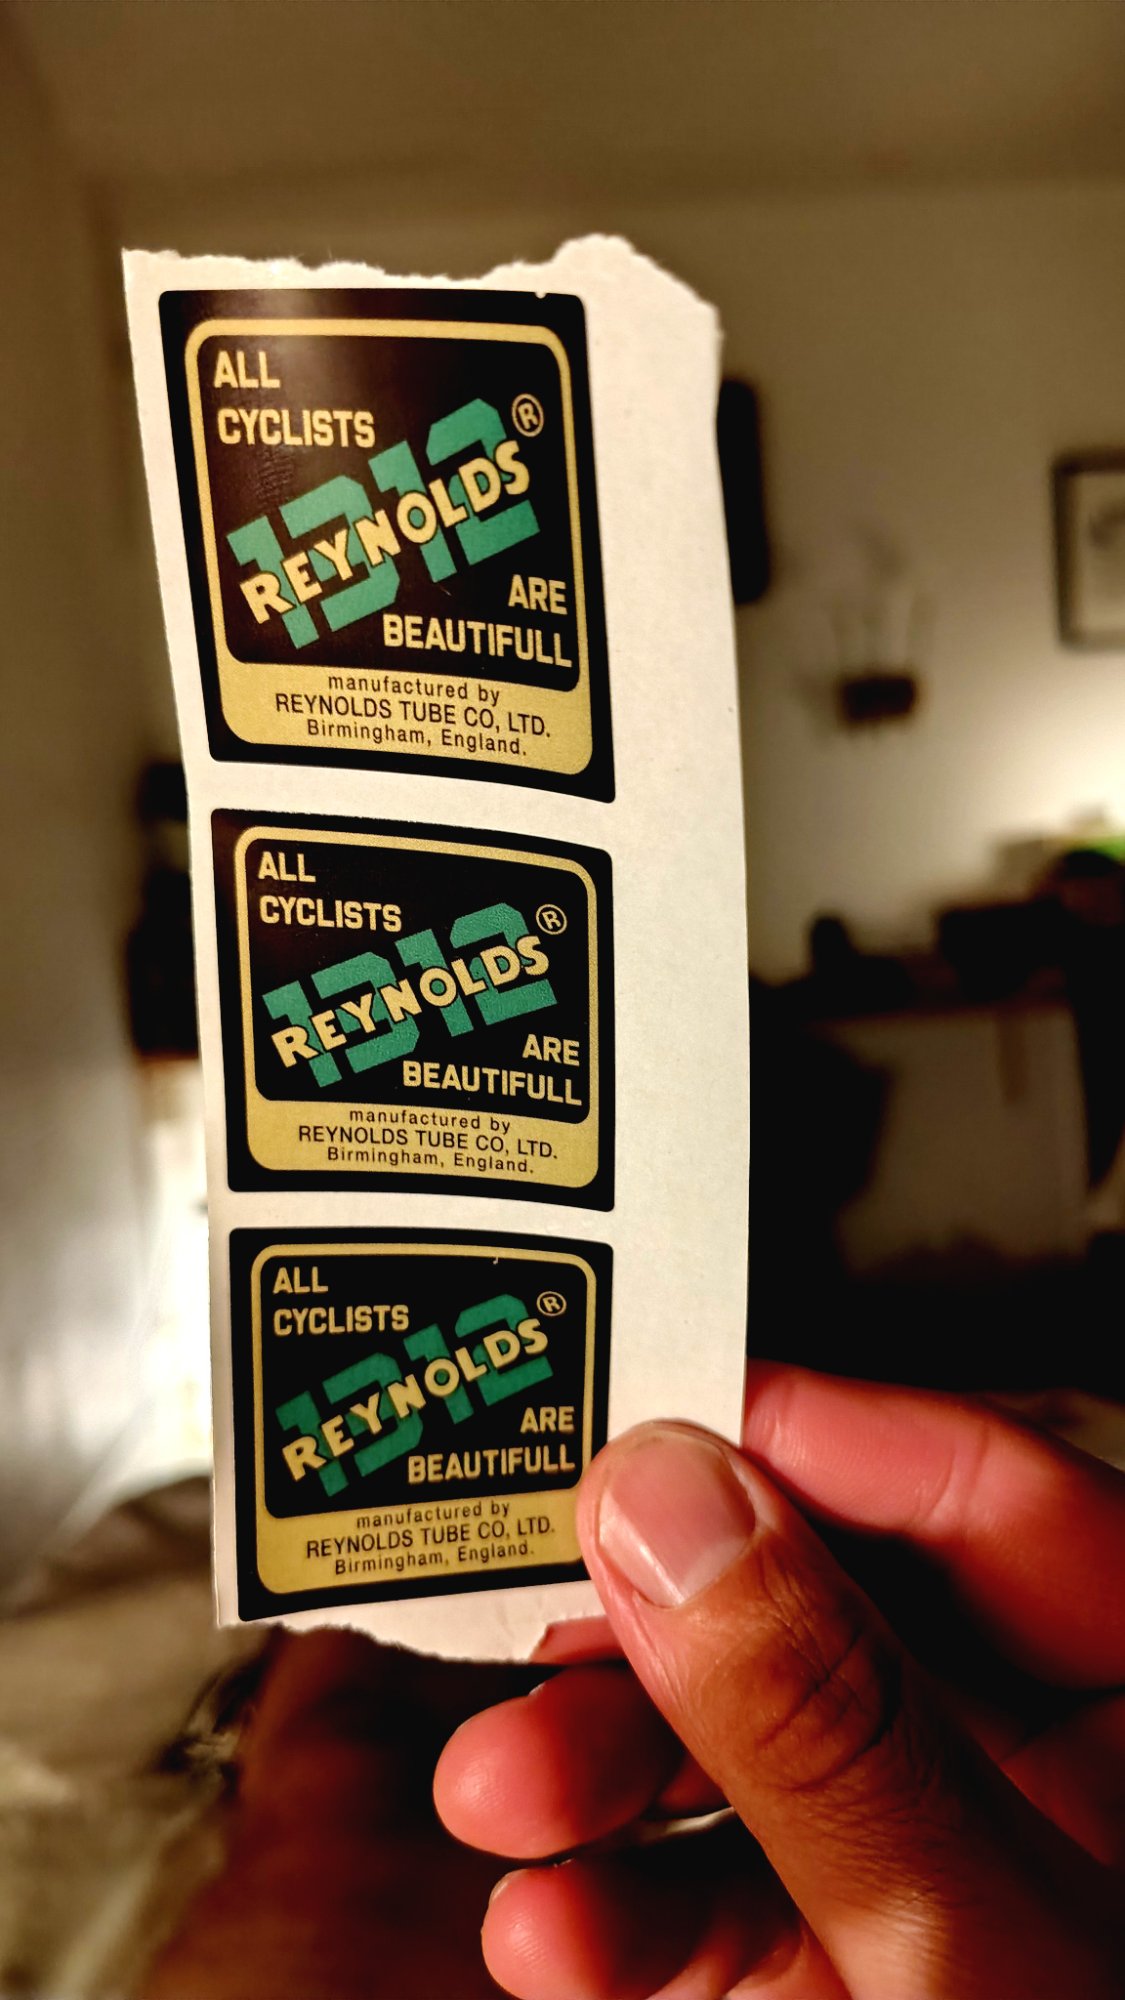 ALL
CYCLISTS
1312
REYNOLDS®
ARE
BEAUTIFULL
manufactured by
REYNOLDS TUBE CO, LTD.
Birmingham, England.
ALL
CYCLISTS
1312
REYNOLDS®
ARE
BEAUTIFULL
manufactured by
REYNOLDS TUBE CO, LTD.
Birmingham, England.
ALL
CYCLISTS
1312
REYNOLDS®
ARE
BEAUTIFULL
manufactured by
REYNOLDS TUBE CO, LTD.
Birmingham, England.